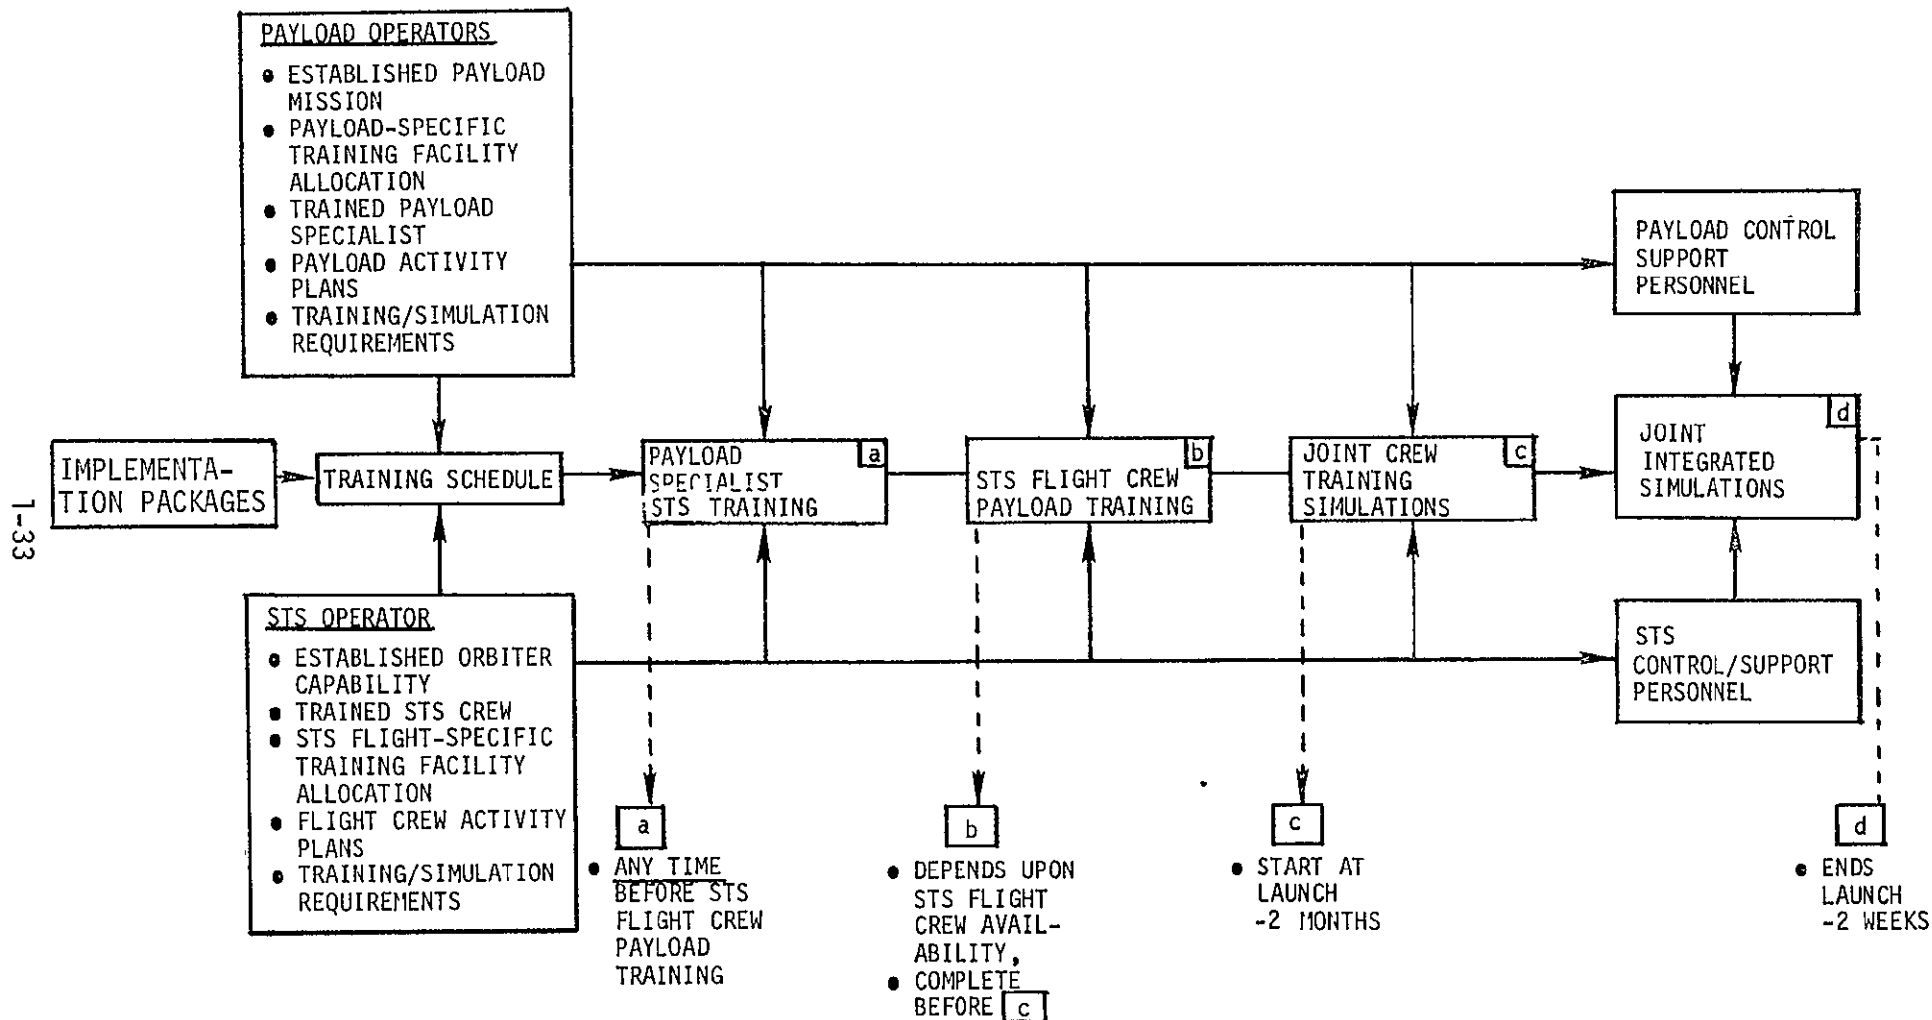 PAYLOAD OPERATORS
● ESTABLISHED PAYLOAD
MISSION
● PAYLOAD-SPECIFIC
TRAINING FACILITY
ALLOCATION
● TRAINED PAYLOAD
SPECIALIST
● PAYLOAD ACTIVITY
PLANS
● TRAINING/SIMULATION
REQUIREMENTS
PAYLOAD CONTROL
SUPPORT
PERSONNEL
IMPLEMENTA-
TION PACKAGES
TRAINING SCHEDULE
a
PAYLOAD
SPECIALIST
STS TRAINING
b
STS FLIGHT CREW
PAYLOAD TRAINING
c
JOINT CREW
TRAINING
SIMULATIONS
d
JOINT
INTEGRATED
SIMULATIONS
1-33
STS OPERATOR
● ESTABLISHED ORBITER
CAPABILITY
● TRAINED STS CREW
● STS FLIGHT-SPECIFIC
TRAINING FACILITY
ALLOCATION
● FLIGHT CREW ACTIVITY
PLANS
● TRAINING/SIMULATION
REQUIREMENTS
STS
CONTROL/SUPPORT
PERSONNEL
a
● ANY TIME
BEFORE STS
FLIGHT CREW
PAYLOAD
TRAINING
b
● DEPENDS UPON
STS FLIGHT
CREW AVAIL-
ABILITY,
● COMPLETE
BEFORE c
c
● START AT
LAUNCH
-2 MONTHS
d
● ENDS
LAUNCH
-2 WEEKS